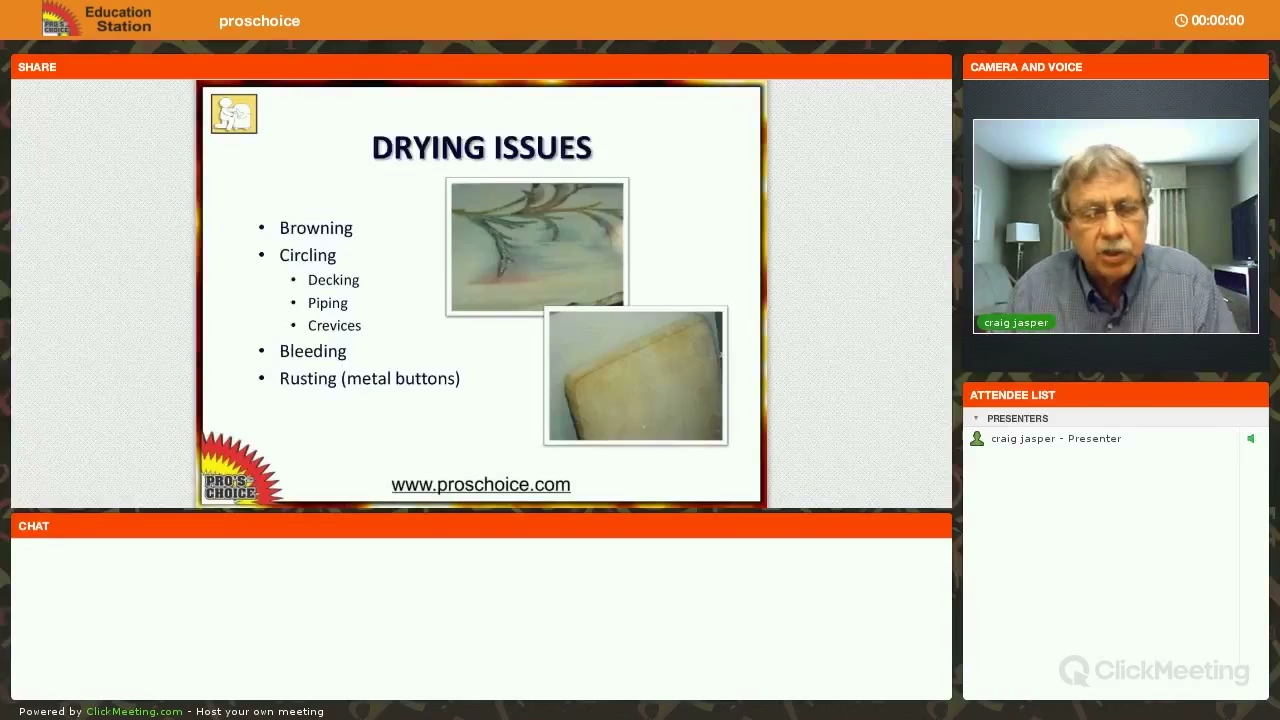 PRO'S CHOICE
Education
Station
proschoice
00:00:00
SHARE
DRYING ISSUES
• Browning
• Circling
• Decking
• Piping
• Crevices
• Bleeding
• Rusting (metal buttons)
PRO'S
CHOICE
www.proschoice.com
CAMERA AND VOICE
craig jasper
ATTENDEE LIST
PRESENTERS
craig jasper - Presenter
CHAT
ClickMeeting
Powered by ClickMeeting.com - Host your own meeting